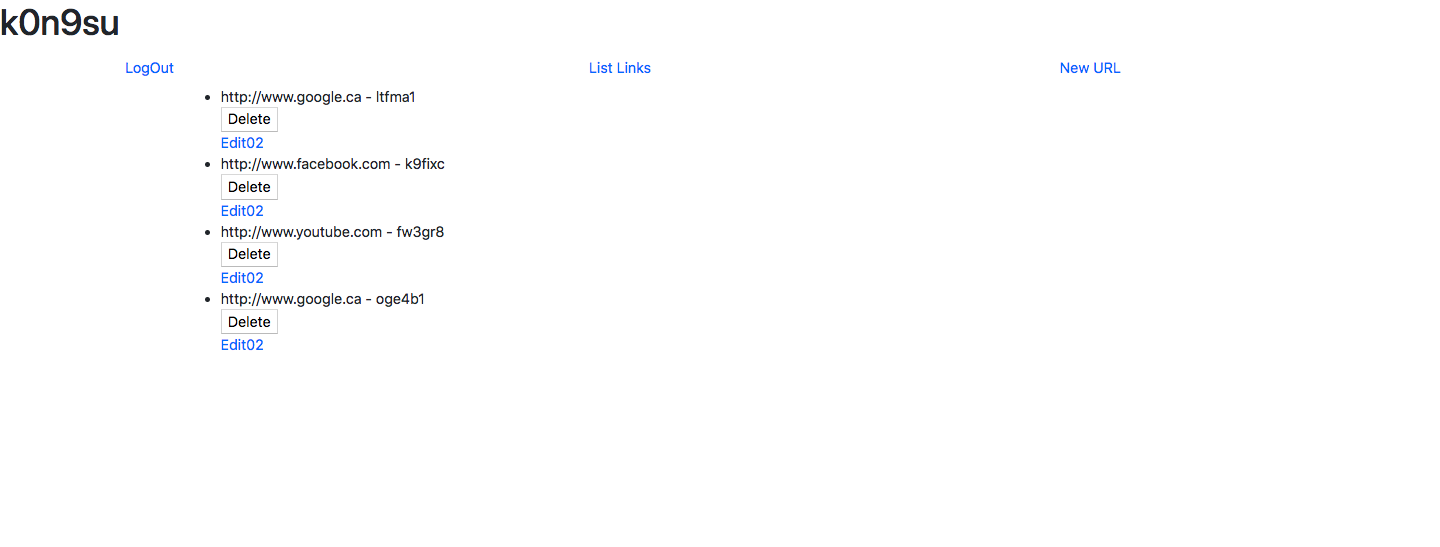 k0n9su
LogOut List Links New URL
http://www.google.ca - ltfma1
Delete
Edit02
http://www.facebook.com - k9fixc
Delete
Edit02
http://www.youtube.com - fw3gr8
Delete
Edit02
http://www.google.ca - oge4b1
Delete
Edit02